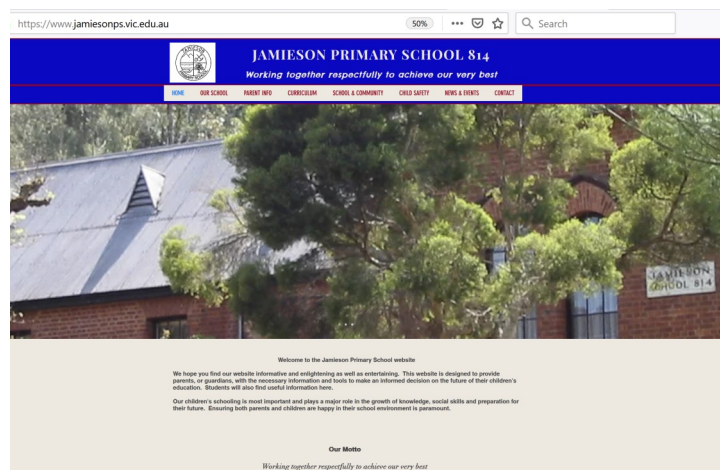 https://www.jamiesonps.vic.edu.au
50%
Search
JAMIESON PRIMARY SCHOOL 814
Working together respectfully to achieve our very best
HOME OUR SCHOOL PARENT INFO CURRICULUM SCHOOL & COMMUNITY CHILD SAFETY NEWS & EVENTS CONTACT
JAMIESON
SCHOOL 814
Welcome to the Jamieson Primary School website
We hope you find our website informative and enlightening as well as entertaining. This website is designed to provide
parents, or guardians, with the necessary information and tools to make an informed decision on the future of their children's
education. Students will also find useful information here.
Our children's schooling is most important and plays a major role in the growth of knowledge, social skills and preparation for
their future. Ensuring both parents and children are happy in their school environment is paramount.
Our Motto
Working together respectfully to achieve our very best